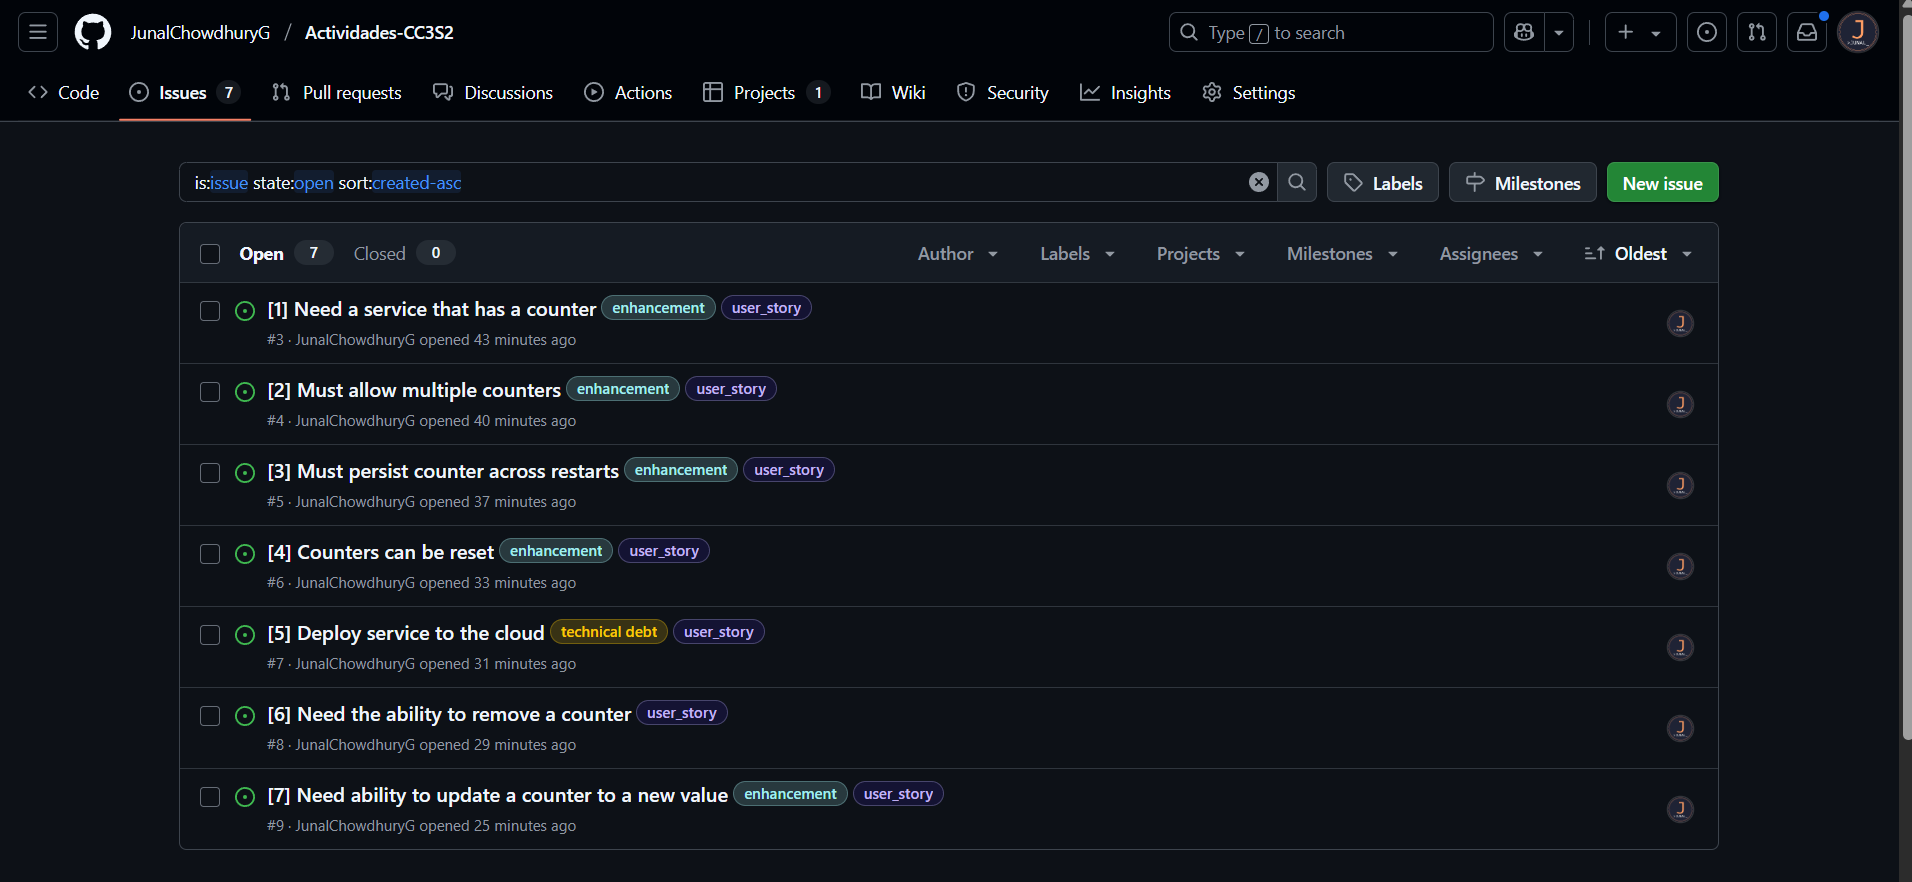 JunalChowdhuryG / Actividades-CC3S2 Type / to search
Code Issues 7 Pull requests Discussions Actions Projects 1 Wiki Security Insights Settings
is:issue state:open sort:created-asc Labels Milestones New issue
Open 7 Closed 0 Author Labels Projects Milestones Assignees Oldest
[1] Need a service that has a counter enhancement user_story
#3 · JunalChowdhuryG opened 43 minutes ago
[2] Must allow multiple counters enhancement user_story
#4 · JunalChowdhuryG opened 40 minutes ago
[3] Must persist counter across restarts enhancement user_story
#5 · JunalChowdhuryG opened 37 minutes ago
[4] Counters can be reset enhancement user_story
#6 · JunalChowdhuryG opened 33 minutes ago
[5] Deploy service to the cloud technical debt user_story
#7 · JunalChowdhuryG opened 31 minutes ago
[6] Need the ability to remove a counter user_story
#8 · JunalChowdhuryG opened 29 minutes ago
[7] Need ability to update a counter to a new value enhancement user_story
#9 · JunalChowdhuryG opened 25 minutes ago